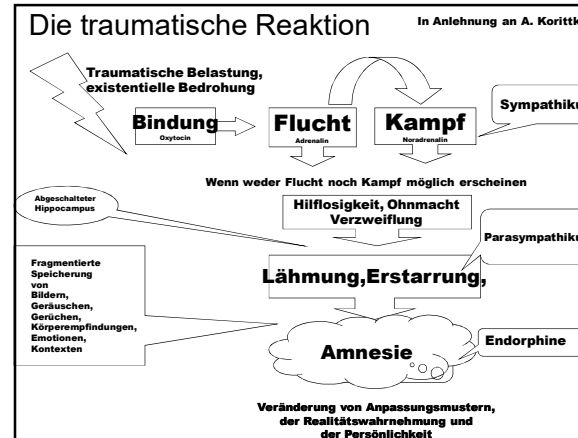 Die traumatische Reaktion
In Anlehnung an A. Korittk
Traumatische Belastung,
existentielle Bedrohung
Bindung
Oxytocin
Flucht
Adrenalin
Kampf
Noradrenalin
Sympathiku
Wenn weder Flucht noch Kampf möglich erscheinen
Abgeschalteter
Hippocampus
Hilflosigkeit, Ohnmacht
Verzweiflung
Parasympathiku
Lähmung,Erstarrung,
Fragmentierte
Speicherung
von
Bildern,
Geräuschen,
Gerüchen,
Körperempfindungen,
Emotionen,
Kontexten
Amnesie
Endorphine
Veränderung von Anpassungsmustern,
der Realitätswahrnehmung und
der Persönlichkeit